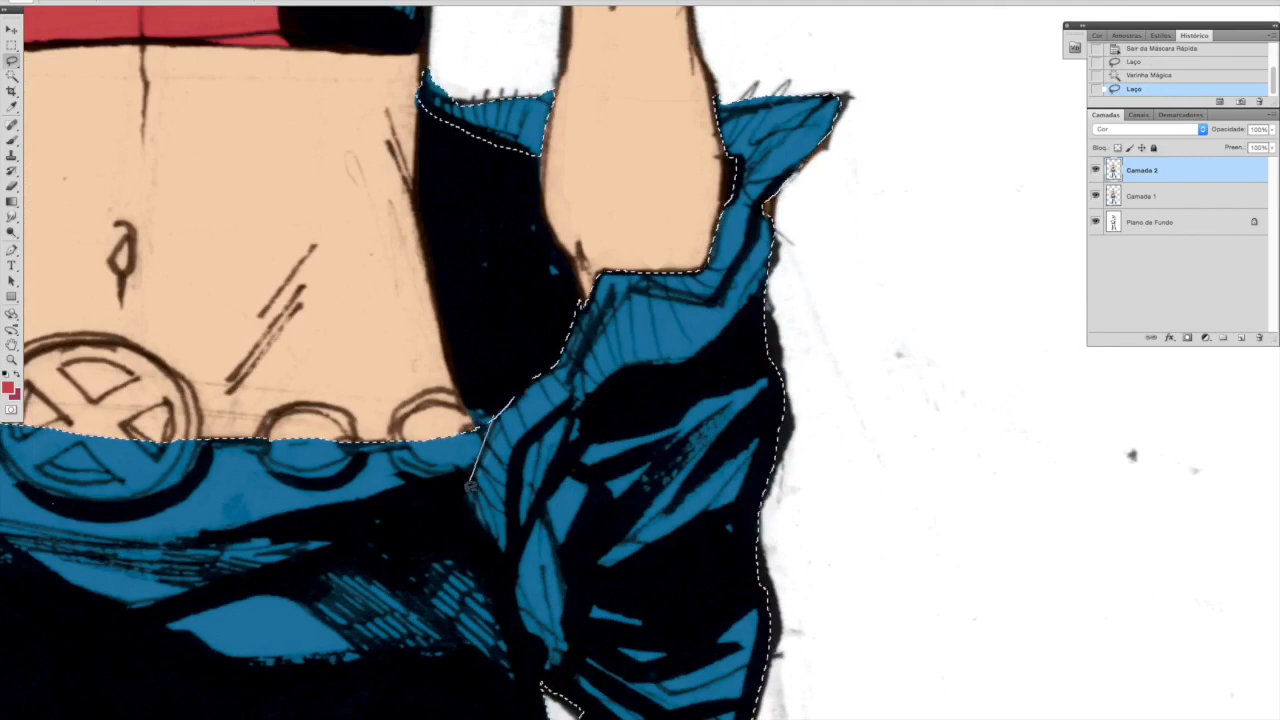 Cor Amostras Estilos Histórico
Sair da Máscara Rápida
Laço
Varinha Mágica
Laço
Camadas Canais Demarcadores
Cor Opacidade: 100%
Bloq.: Preen.: 100%
Camada 2
Camada 1
Plano de Fundo